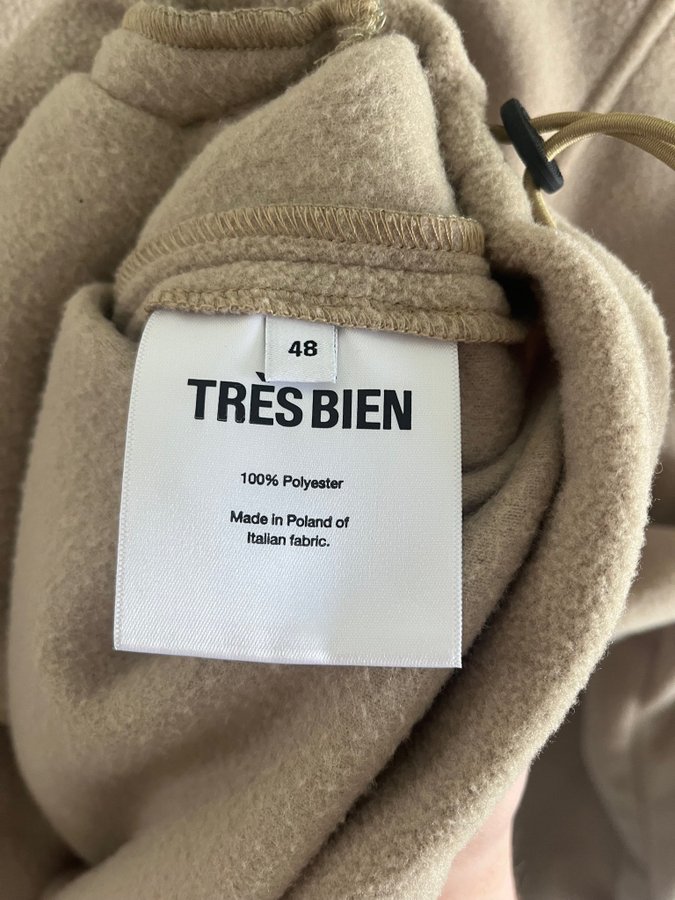 48
TRÈS BIEN
100% Polyester
Made in Poland of
Italian fabric.